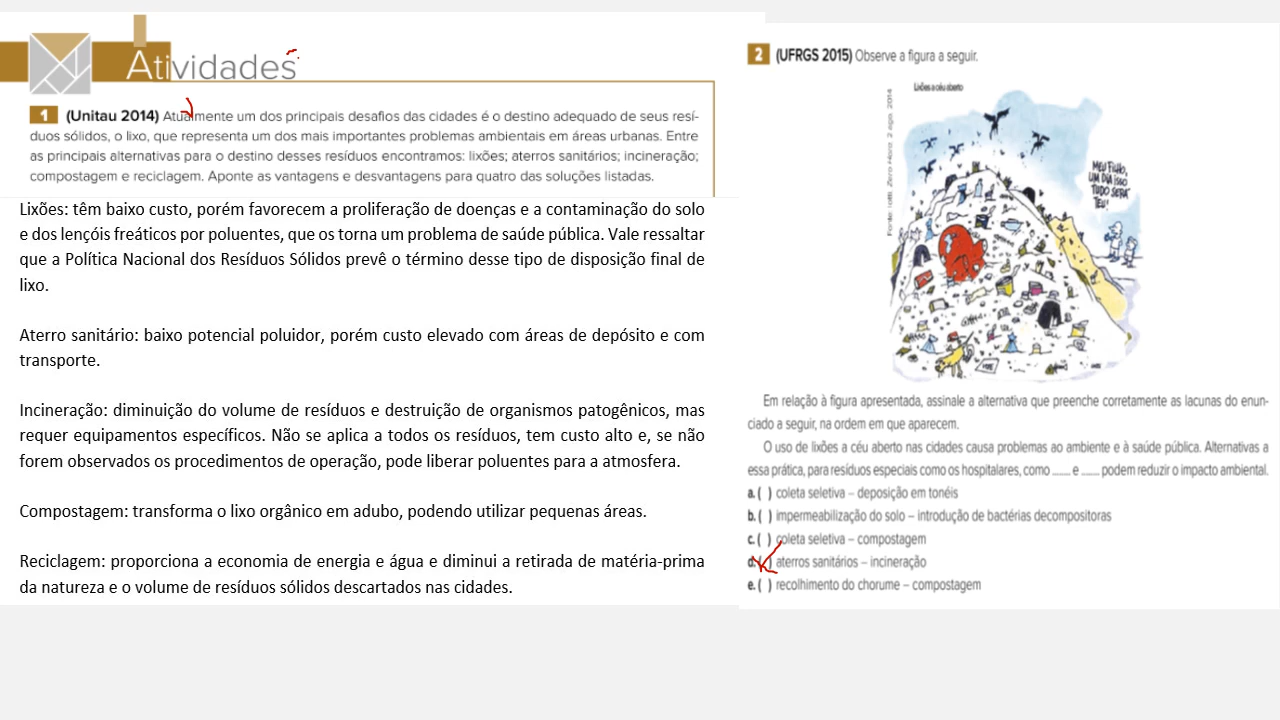 Atividades
1 (Unitau 2014) Atualmente um dos principais desafios das cidades é o destino adequado de seus resí-
duos sólidos, o lixo, que representa um dos mais importantes problemas ambientais em áreas urbanas. Entre
as principais alternativas para o destino desses resíduos encontramos: lixões; aterros sanitários; incineração;
compostagem e reciclagem. Aponte as vantagens e desvantagens para quatro das soluções listadas.
Lixões: têm baixo custo, porém favorecem a proliferação de doenças e a contaminação do solo
e dos lençóis freáticos por poluentes, que os torna um problema de saúde pública. Vale ressaltar
que a Política Nacional dos Resíduos Sólidos prevê o término desse tipo de disposição final de
lixo.
Aterro sanitário: baixo potencial poluidor, porém custo elevado com áreas de depósito e com
transporte.
Incineração: diminuição do volume de resíduos e destruição de organismos patogênicos, mas
requer equipamentos específicos. Não se aplica a todos os resíduos, tem custo alto e, se não
forem observados os procedimentos de operação, pode liberar poluentes para a atmosfera.
Compostagem: transforma o lixo orgânico em adubo, podendo utilizar pequenas áreas.
Reciclagem: proporciona a economia de energia e água e diminui a retirada de matéria-prima
da natureza e o volume de resíduos sólidos descartados nas cidades.
2 (UFRGS 2015) Observe a figura a seguir.
Lixões a céu aberto
Fonte: Iotti. Zero Hora. 2 ago. 2014
MEU FILHO,
UM DIA ISSO
TUDO SERÁ
TEU!
Em relação à figura apresentada, assinale a alternativa que preenche corretamente as lacunas do enun-
ciado a seguir, na ordem em que aparecem.
O uso de lixões a céu aberto nas cidades causa problemas ao ambiente e à saúde pública. Alternativas a
essa prática, para resíduos especiais como os hospitalares, como ____ e ____ podem reduzir o impacto ambiental.
a. ( ) coleta seletiva – deposição em tonéis
b. ( ) impermeabilização do solo – introdução de bactérias decompositoras
c. ( ) coleta seletiva – compostagem
d. ( ) aterros sanitários – incineração
e. ( ) recolhimento do chorume – compostagem